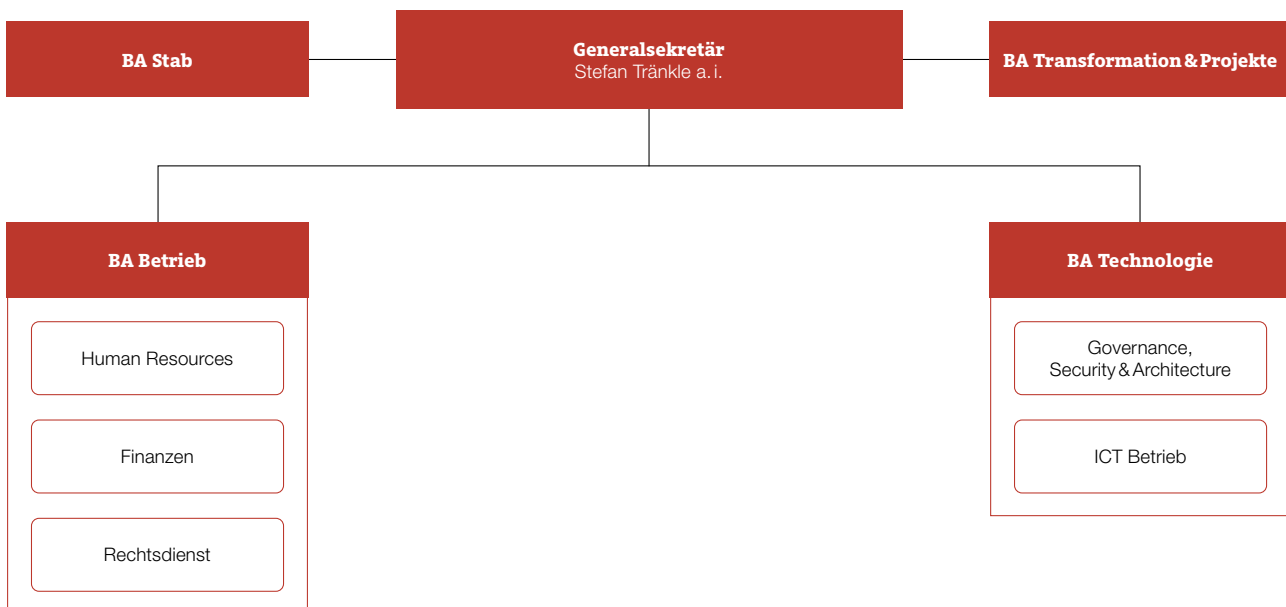 BA Stab
Generalsekretär
Stefan Tränkle a. i.
BA Transformation & Projekte
BA Betrieb
Human Resources
Finanzen
Rechtsdienst
BA Technologie
Governance,
Security & Architecture
ICT Betrieb